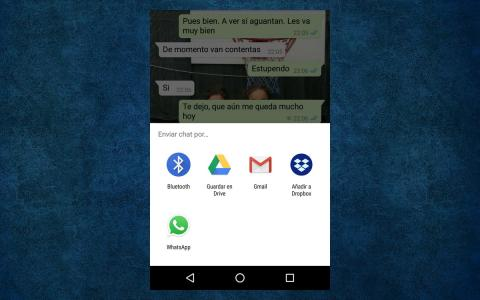 Pues bien. A ver si aguantan. Les va
muy bien
22:05
De momento van contentas
22:05
Estupendo
23:06
Si
22:06
Te dejo, que aún me queda mucho
hoy
22:06
Enviar chat por...
Bluetooth
Guardar en
Drive
Gmail
Añadir a
Dropbox
WhatsApp